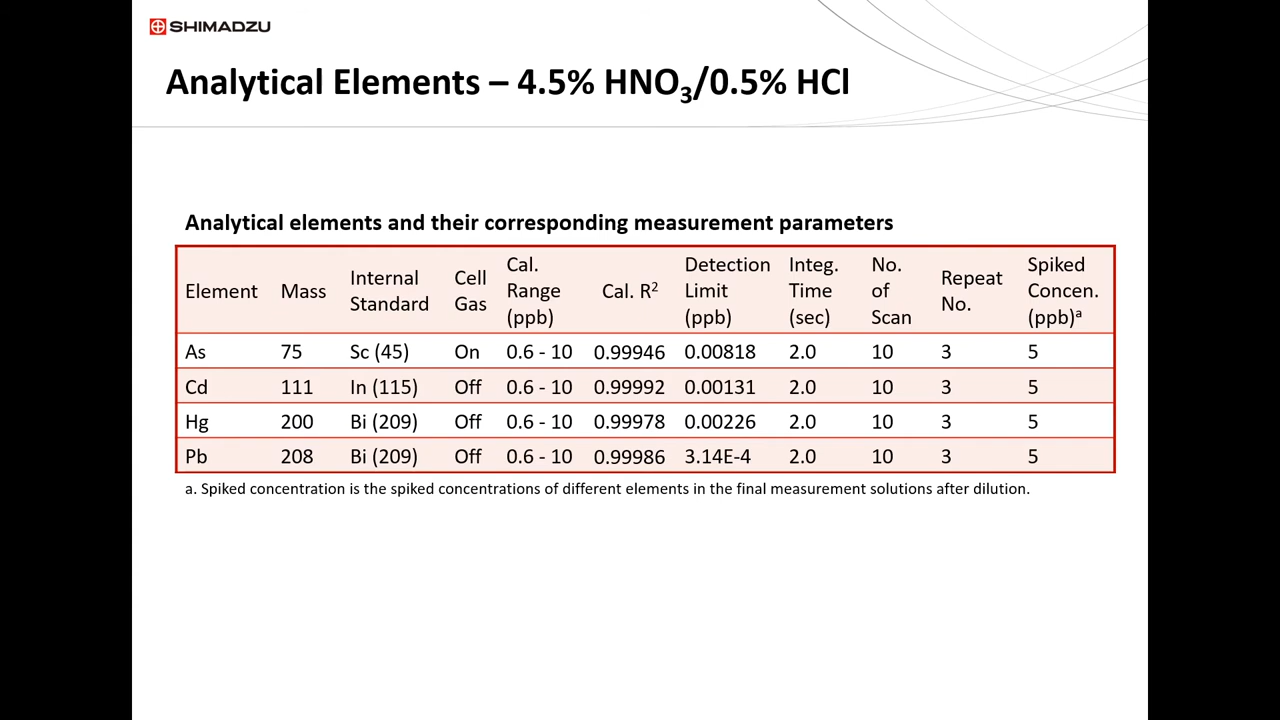 SHIMADZU
Analytical Elements – 4.5% HNO₃/0.5% HCl
Analytical elements and their corresponding measurement parameters
Element Mass Internal Standard Cell Gas Cal. Range (ppb) Cal. R² Detection Limit (ppb) Integ. Time (sec) No. of Scan Repeat No. Spiked Concen. (ppb)ᵃ
As 75 Sc (45) On 0.6 - 10 0.99946 0.00818 2.0 10 3 5
Cd 111 In (115) Off 0.6 - 10 0.99992 0.00131 2.0 10 3 5
Hg 200 Bi (209) Off 0.6 - 10 0.99978 0.00226 2.0 10 3 5
Pb 208 Bi (209) Off 0.6 - 10 0.99986 3.14E-4 2.0 10 3 5
a. Spiked concentration is the spiked concentrations of different elements in the final measurement solutions after dilution.